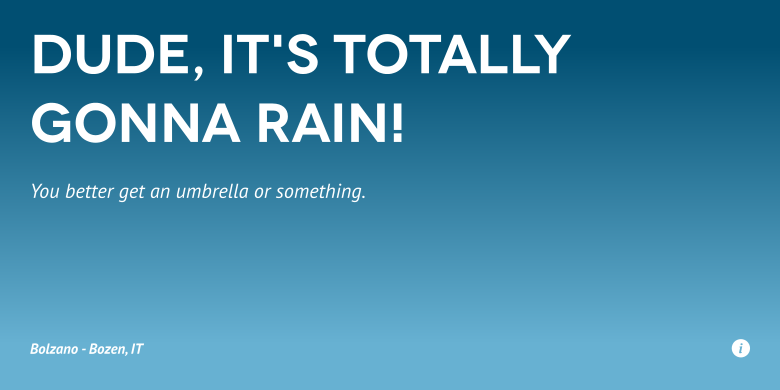 DUDE, IT'S TOTALLY
GONNA RAIN!
You better get an umbrella or something.
Bolzano - Bozen, IT
i